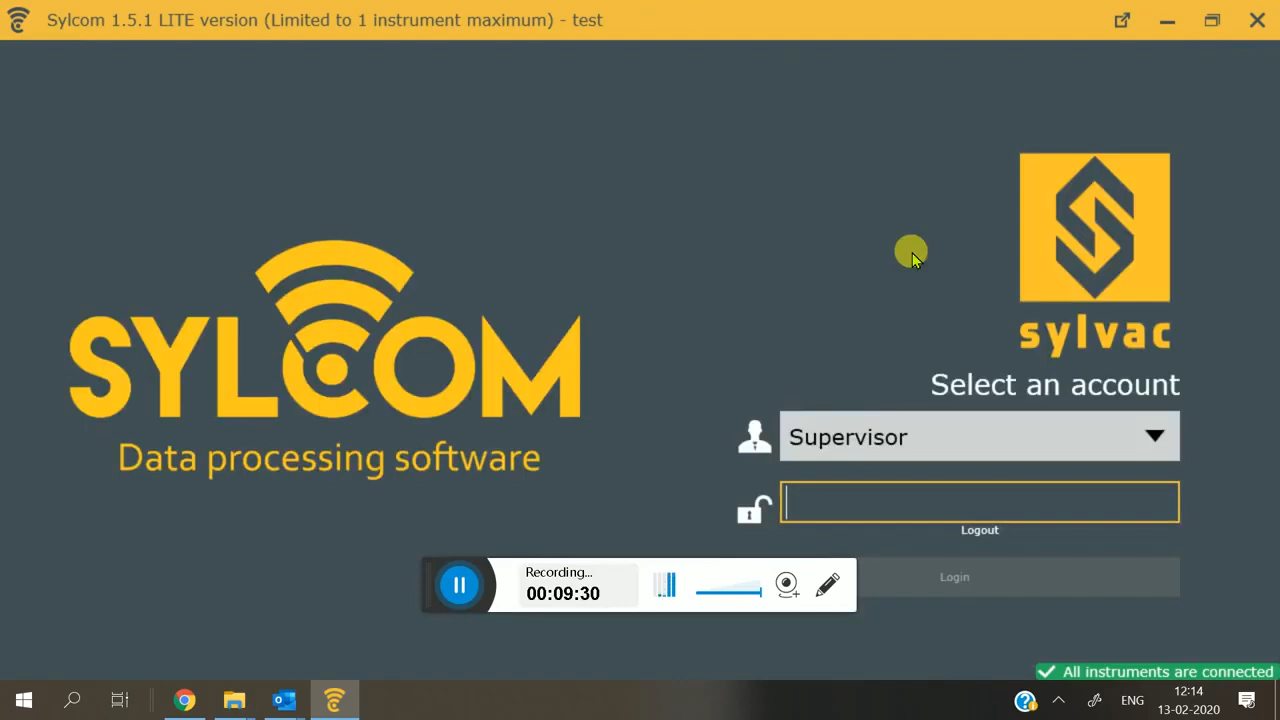 Sylcom 1.5.1 LITE version (Limited to 1 instrument maximum) - test
sylvac
SYLCOM
Data processing software
Select an account
Supervisor
Logout
Login
Recording...
00:09:30
All instruments are connected
ENG
12:14
13-02-2020